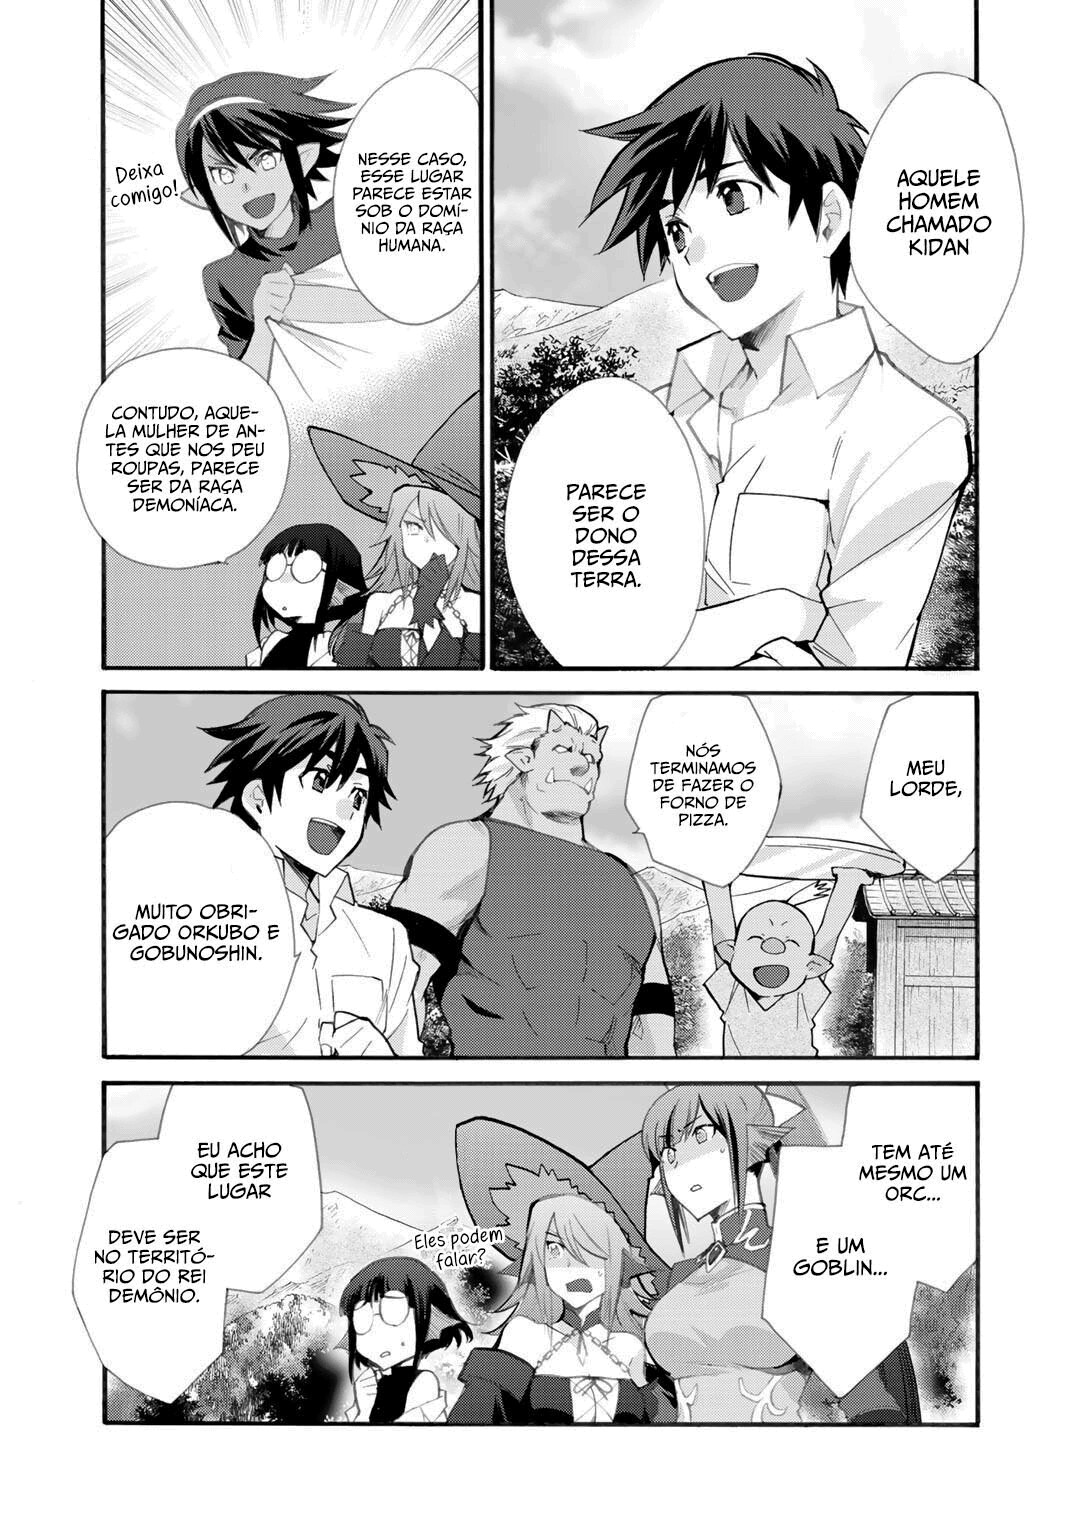 AQUELE
HOMEM
CHAMADO
KIDAN
PARECE
SER O
DONO
DESSA
TERRA.
NESSE CASO,
ESSE LUGAR
PARECE ESTAR
SOB O DOMÍ-
NIO DA RAÇA
HUMANA.
Deixa
comigo!
CONTUDO, AQUE-
LA MULHER DE AN-
TES QUE NOS DEU
ROUPAS, PARECE
SER DA RAÇA
DEMONÍACA.
MEU
LORDE,
NÓS
TERMINAMOS
DE FAZER O
FORNO DE
PIZZA.
MUITO OBRI-
GADO ORKUBO E
GOBUNOSHIN.
TEM ATÉ
MESMO UM
ORC...
E UM
GOBLIN...
Eles podem
falar?
EU ACHO
QUE ESTE
LUGAR
DEVE SER
NO TERRITÓ-
RIO DO REI
DEMÔNIO.